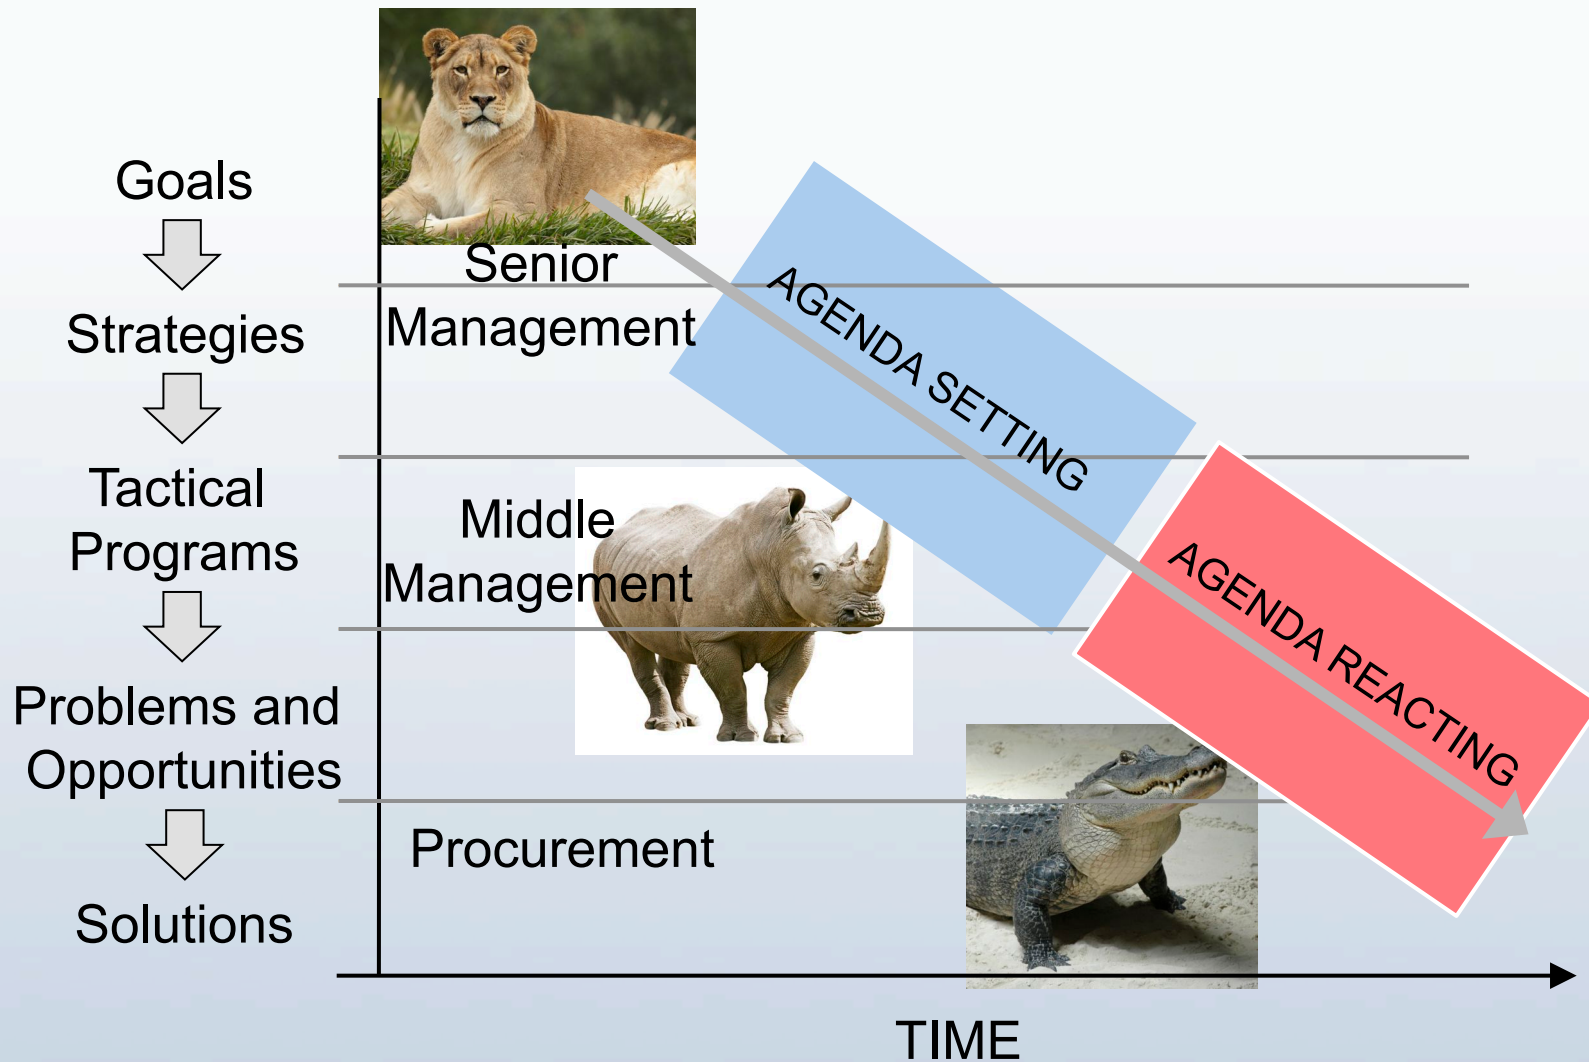 Goals
Strategies
Tactical
Programs
Problems and
Opportunities
Solutions
Senior
Management
Middle
Management
Procurement
AGENDA SETTING
AGENDA REACTING
TIME